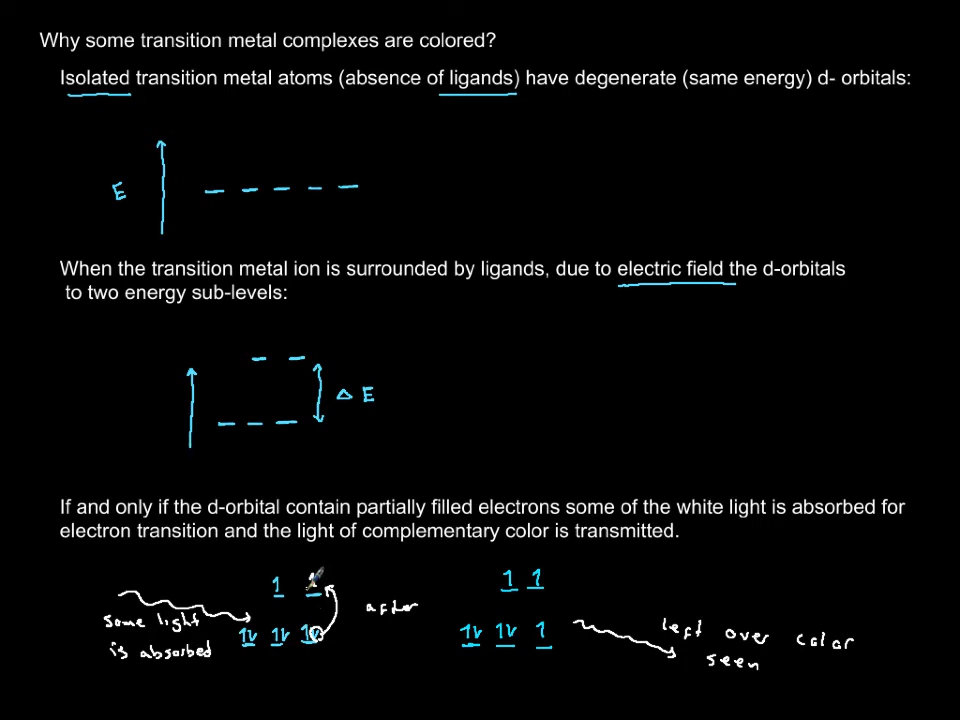 Why some transition metal complexes are colored?
Isolated transition metal atoms (absence of ligands) have degenerate (same energy) d- orbitals:
E
When the transition metal ion is surrounded by ligands, due to electric field the d-orbitals
to two energy sub-levels:
Δ E
If and only if the d-orbital contain partially filled electrons some of the white light is absorbed for
electron transition and the light of complementary color is transmitted.
some light
is absorbed
after
left over color
seen